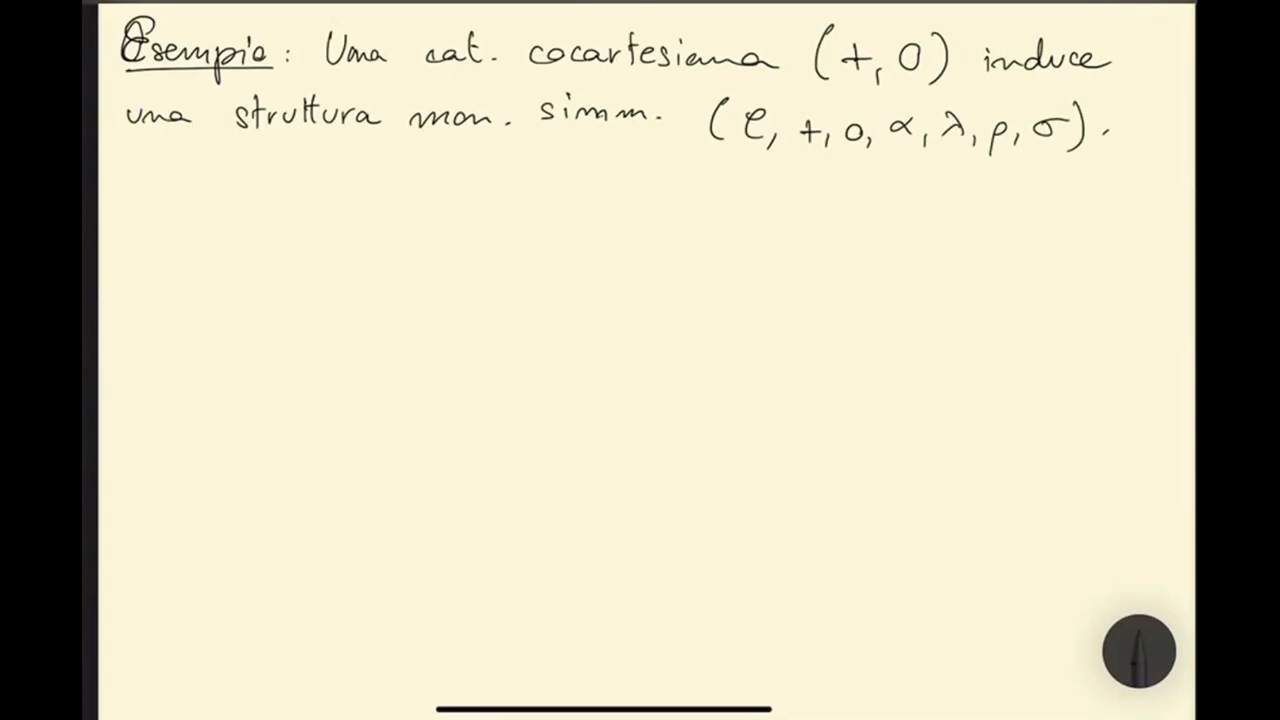 Esempio: Una cat. cocartesiana (+, 0) induce
una struttura mon. simm. (C, +, 0, α, λ, ρ, σ).